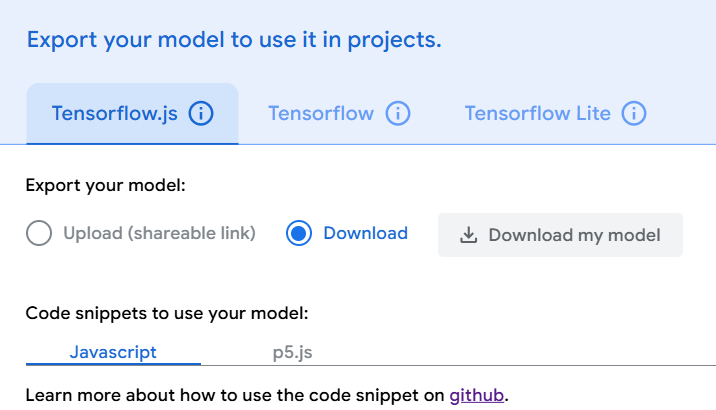 Export your model to use it in projects.
Tensorflow.js Tensorflow Tensorflow Lite
Export your model:
Upload (shareable link) Download Download my model
Code snippets to use your model:
Javascript p5.js
Learn more about how to use the code snippet on github.